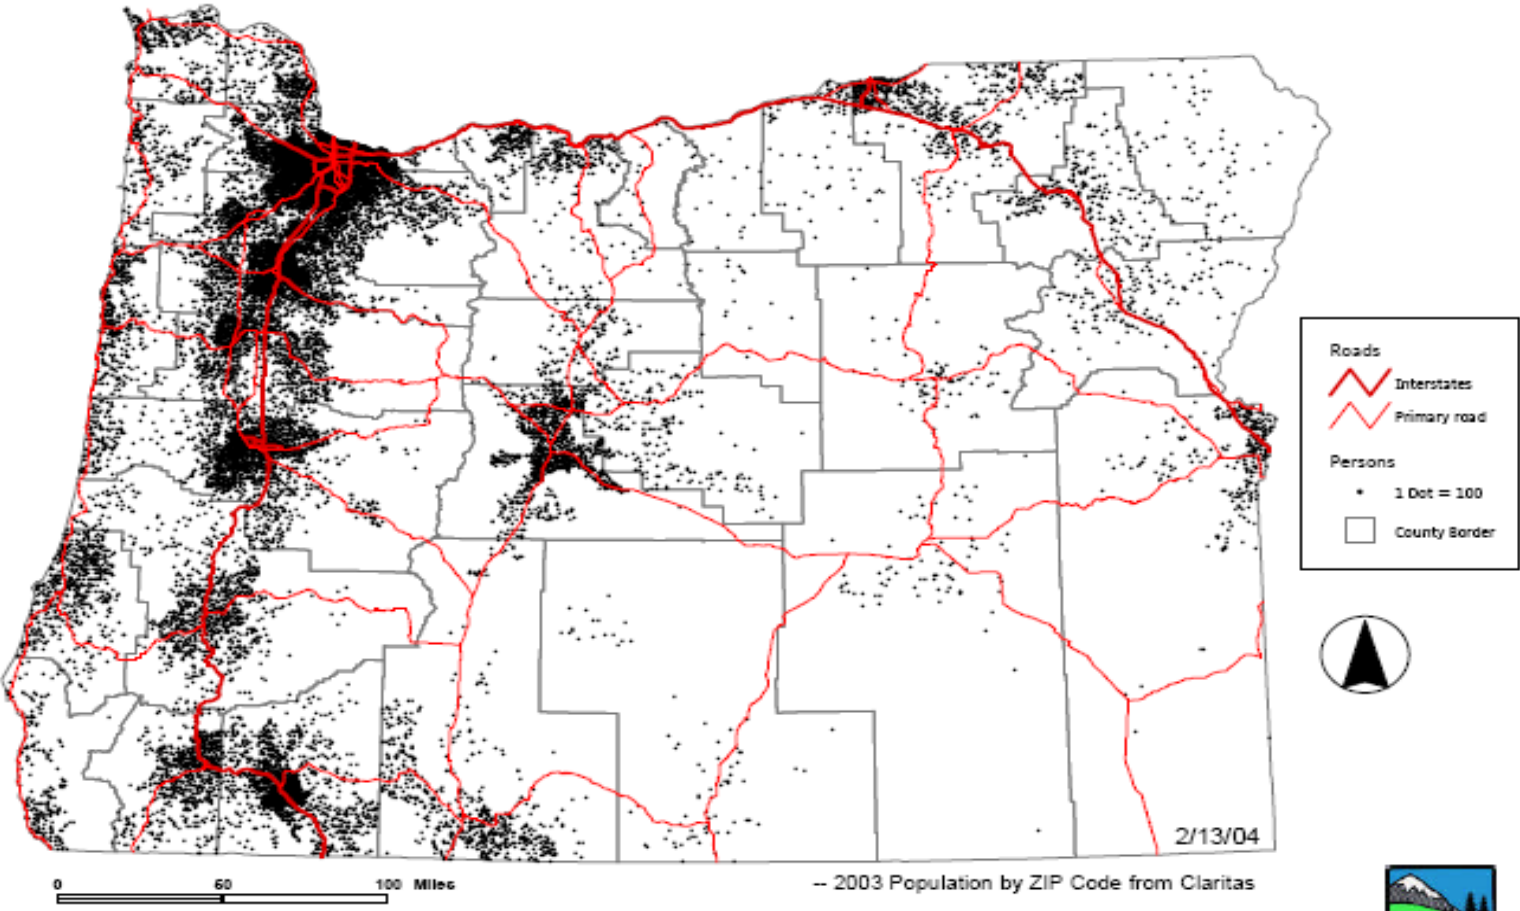 Roads
Interstates
Primary road
Persons
1 Dot = 100
County Border
2/13/04
0 50 100 Miles
-- 2003 Population by ZIP Code from Claritas